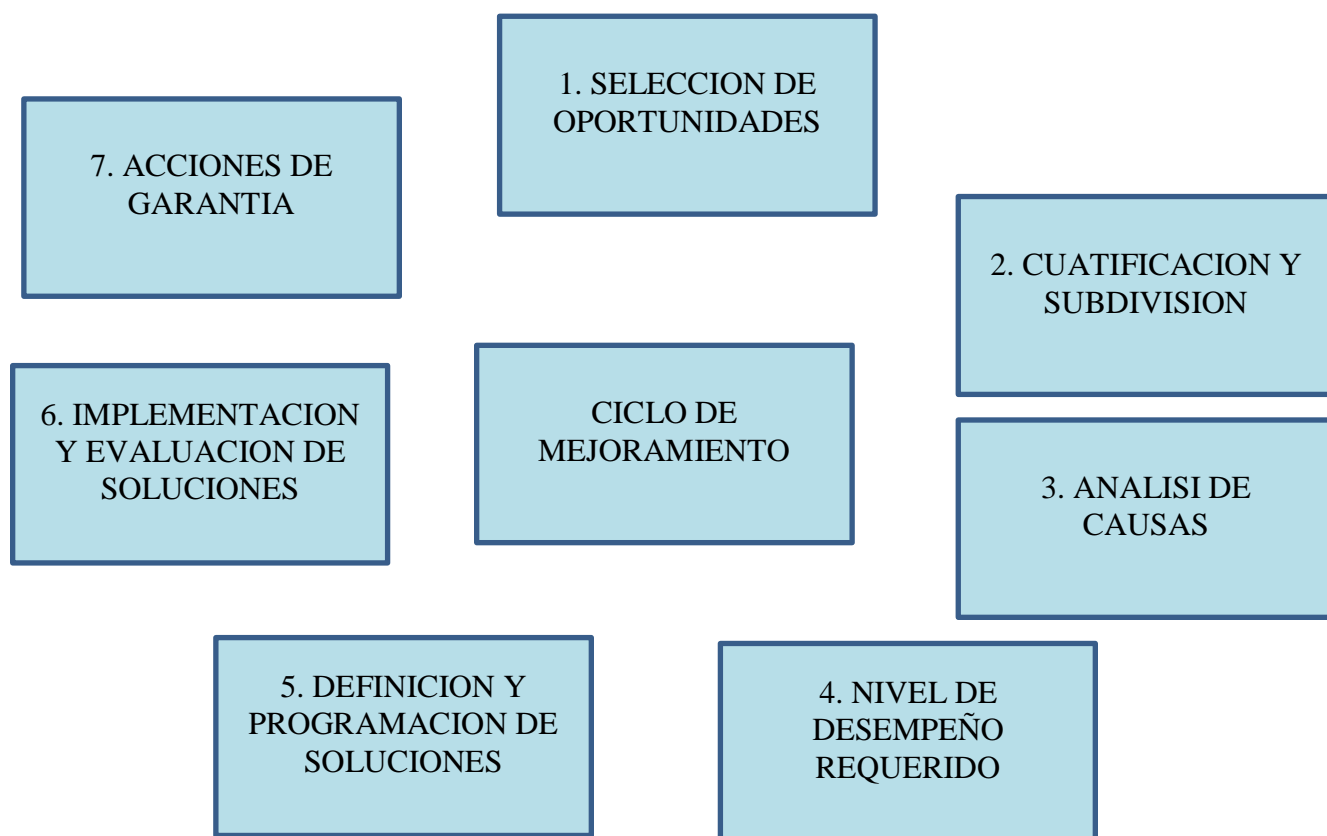 1. SELECCION DE
OPORTUNIDADES
7. ACCIONES DE
GARANTIA
2. CUATIFICACION Y
SUBDIVISION
6. IMPLEMENTACION
Y EVALUACION DE
SOLUCIONES
CICLO DE
MEJORAMIENTO
3. ANALISI DE
CAUSAS
5. DEFINICION Y
PROGRAMACION DE
SOLUCIONES
4. NIVEL DE
DESEMPEÑO
REQUERIDO